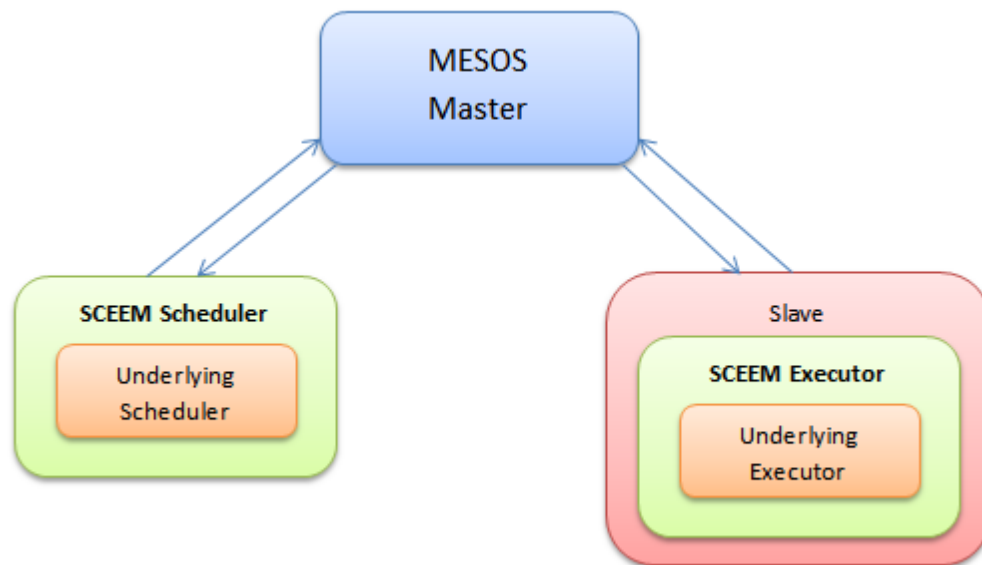 MESOS
Master
SCEEM Scheduler
Underlying
Scheduler
Slave
SCEEM Executor
Underlying
Executor